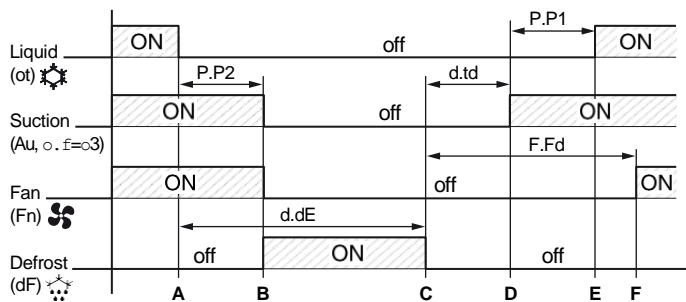 P.P1
ON off ON
Liquid
(ot)
P.P2 d.td
ON off ON
Suction
(Au, o.f=o3)
F.Fd
ON off ON
Fan
(Fn)
d.dE
off ON off
Defrost
(dF)
A B C D E F